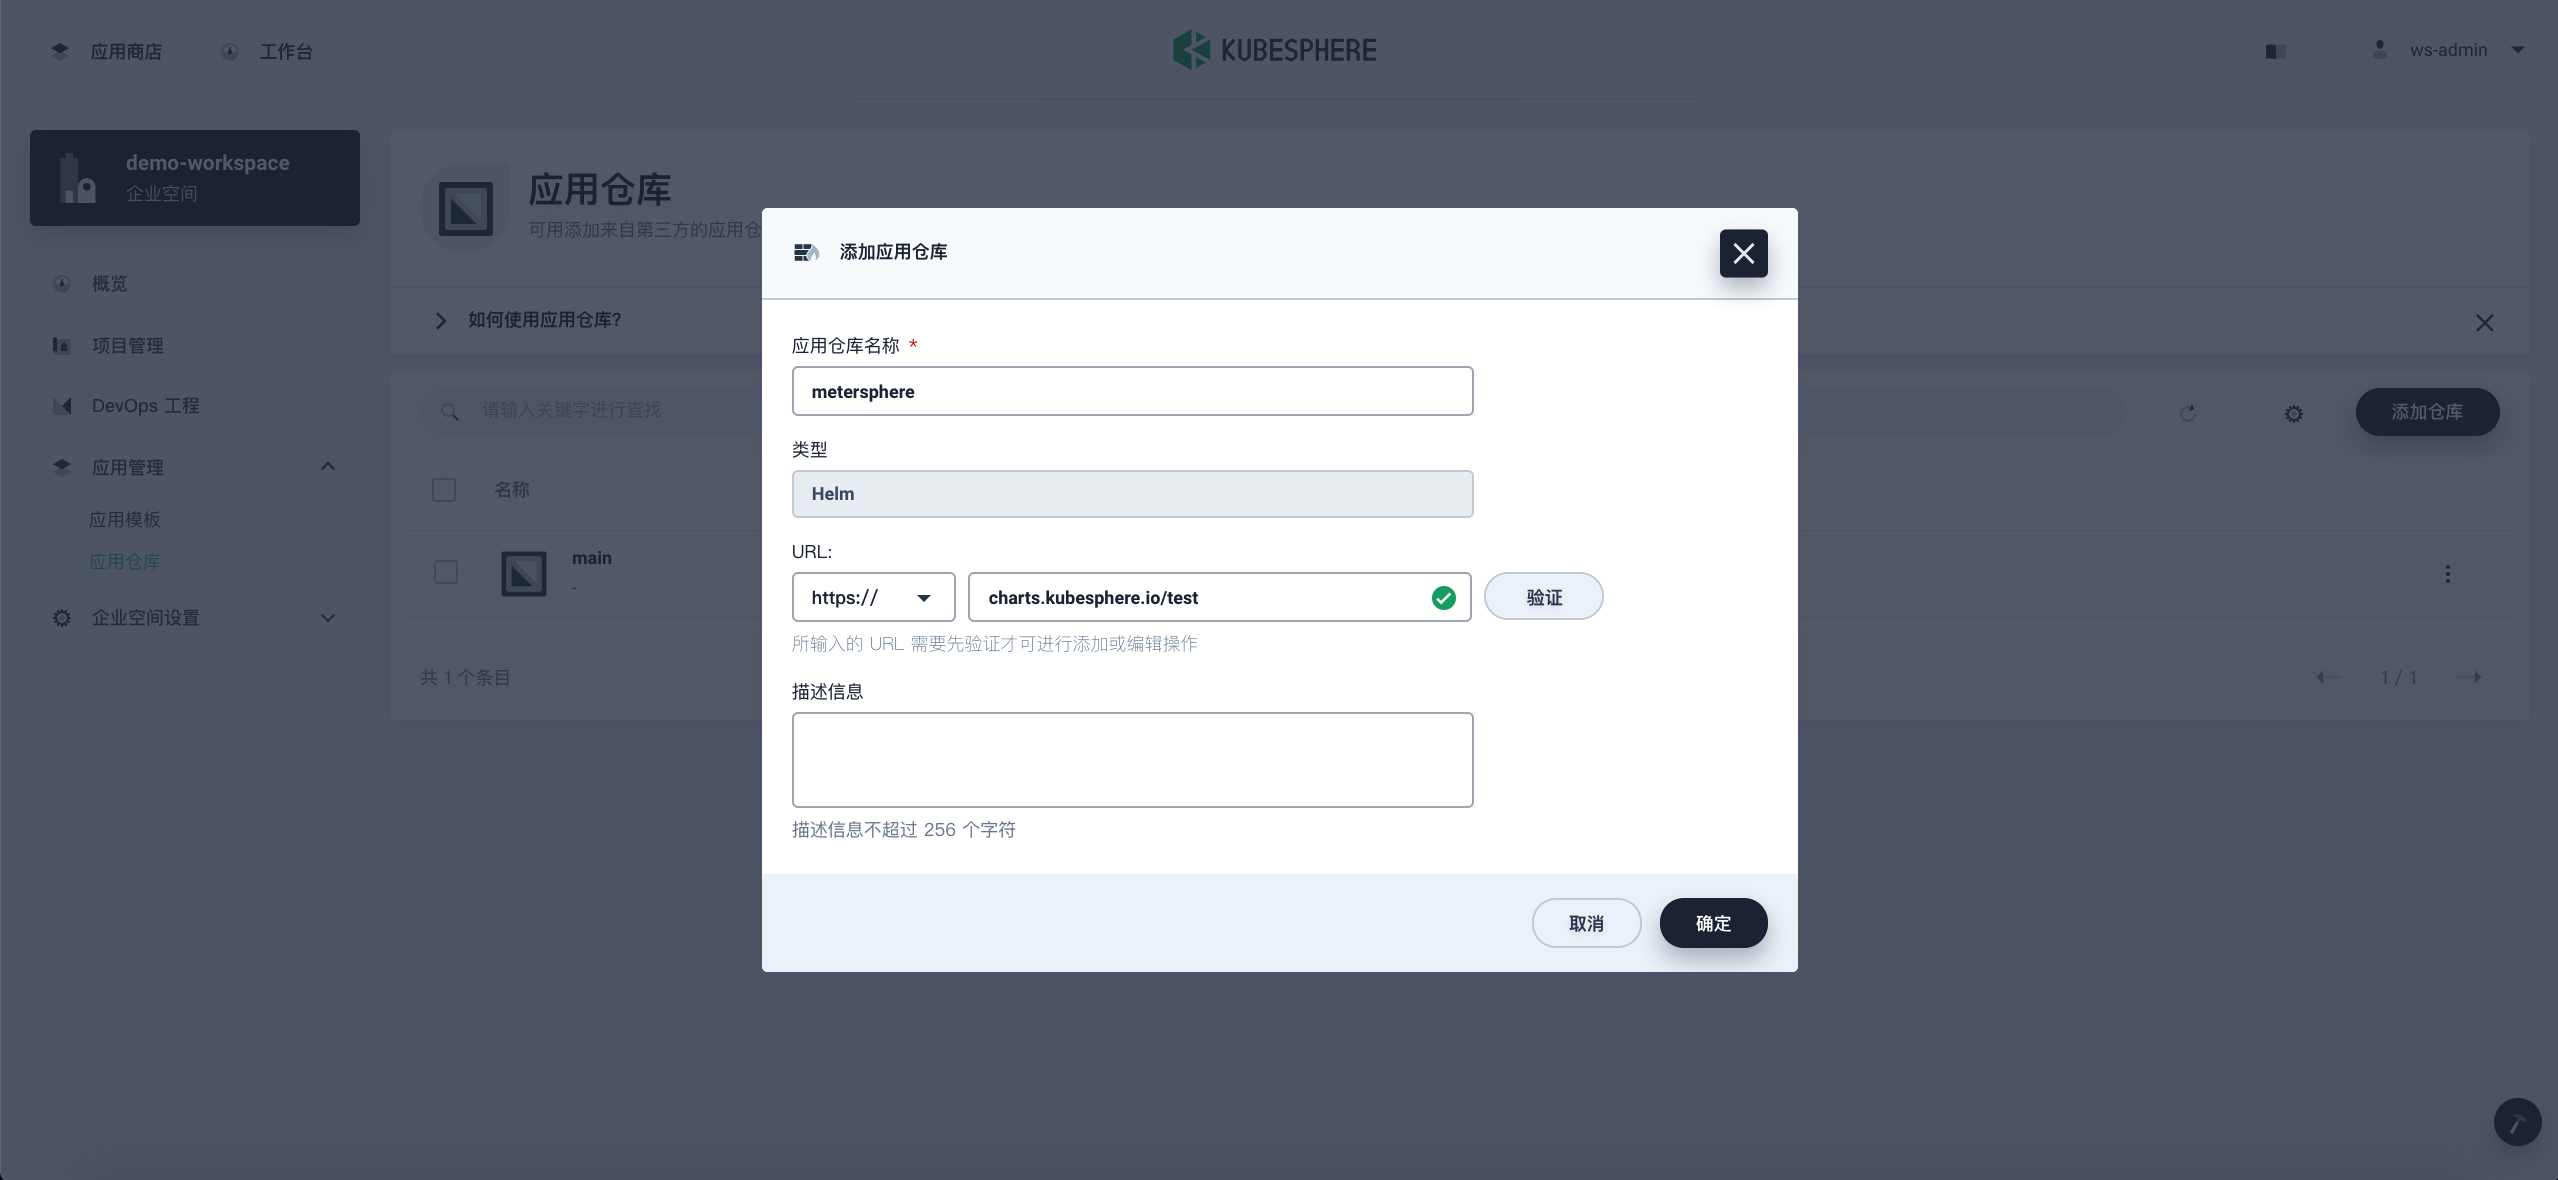 应用商店
工作台
KUBESPHERE
ws-admin
demo-workspace
企业空间
概览
项目管理
DevOps 工程
应用管理
应用模板
应用仓库
企业空间设置
应用仓库
可用添加来自第三方的应用仓
如何使用应用仓库?
请输入关键字进行查找
添加仓库
名称
main
-
共 1 个条目
1 / 1
添加应用仓库
应用仓库名称 *
metersphere
类型
Helm
URL:
https://
charts.kubesphere.io/test
验证
所输入的 URL 需要先验证才可进行添加或编辑操作
描述信息
描述信息不超过 256 个字符
取消
确定